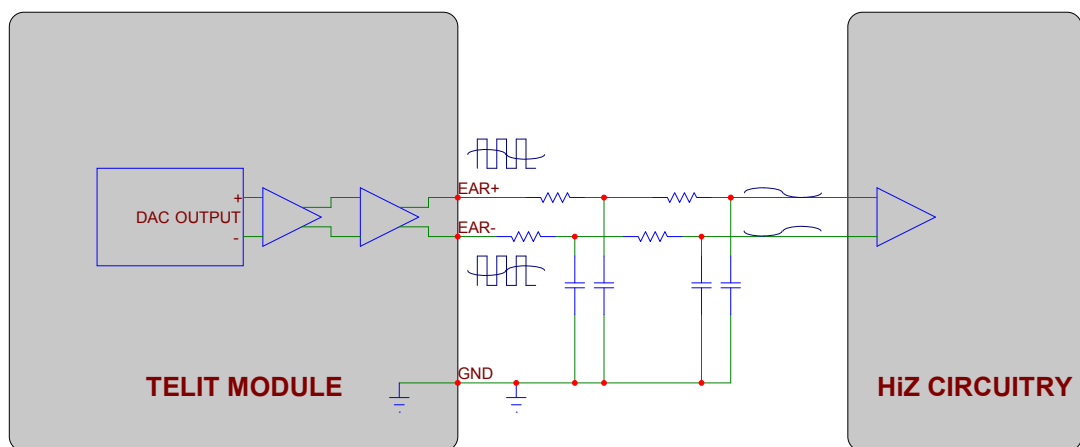 EAR+
+
DAC OUTPUT
-
EAR-
GND
TELIT MODULE
HiZ CIRCUITRY